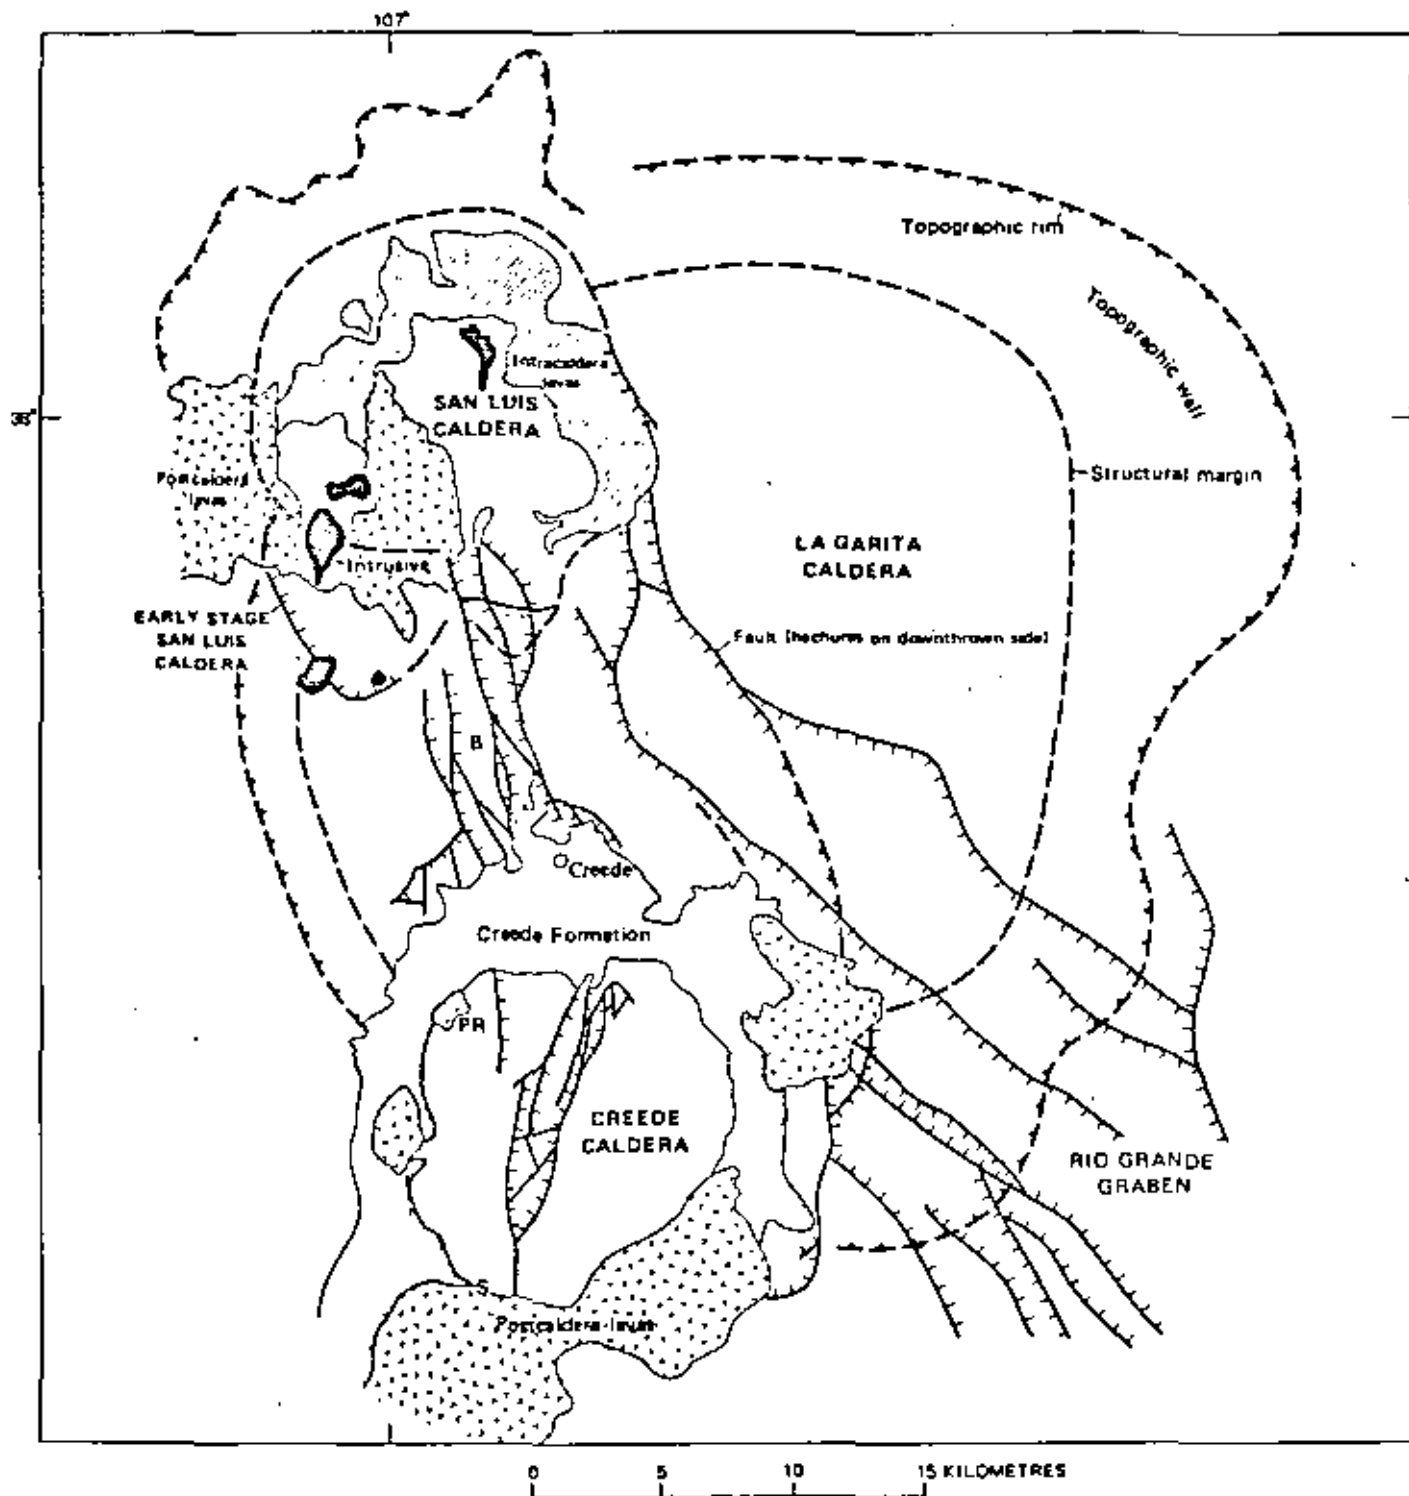 107°
Topographic rim
Topographic wall
Intracaldera
lavas
SAN LUIS
CALDERA
38°
Postcaldera
lavas
Structural margin
LA GARITA
CALDERA
Intrusive
EARLY STAGE
SAN LUIS
CALDERA
Fault (hachures on downthrown side)
B
Creede
Creede Formation
PR
CREEDE
CALDERA
RIO GRANDE
GRABEN
S
Postcaldera lavas
0 5 10 15 KILOMETRES